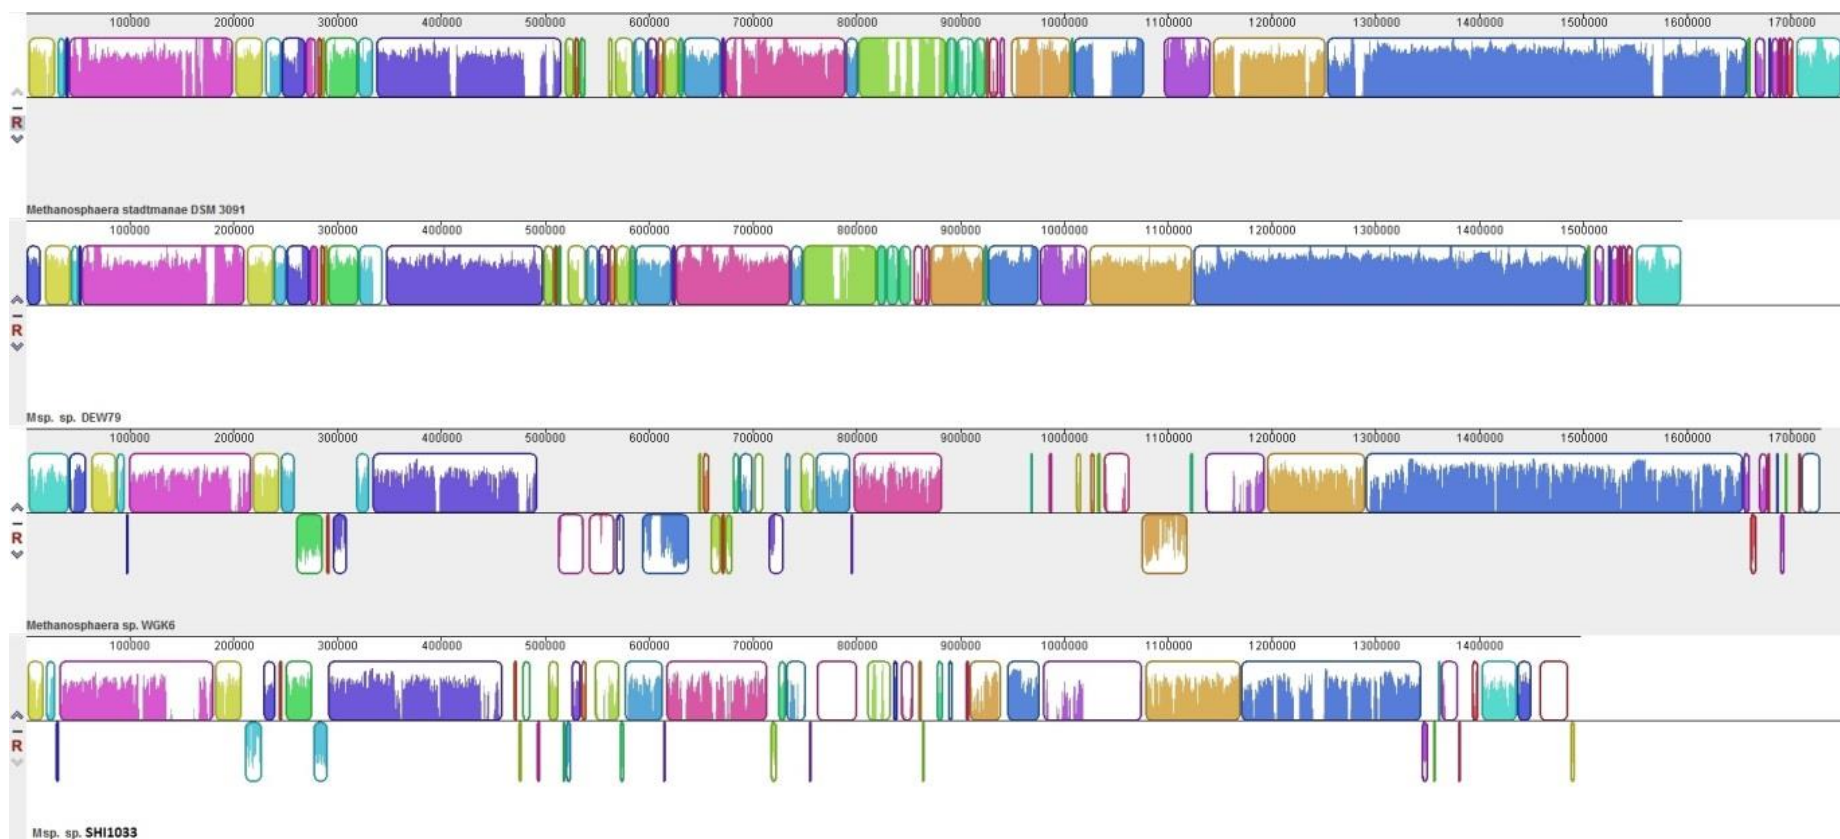 100000 200000 300000 400000 500000 600000 700000 800000 900000 1000000 1100000 1200000 1300000 1400000 1500000 1600000 1700000
R
Methanosphaera stadtmanae DSM 3091
100000 200000 300000 400000 500000 600000 700000 800000 900000 1000000 1100000 1200000 1300000 1400000 1500000
R
Msp. sp. DEW79
100000 200000 300000 400000 500000 600000 700000 800000 900000 1000000 1100000 1200000 1300000 1400000 1500000 1600000 1700000
R
Methanosphaera sp. WGK6
100000 200000 300000 400000 500000 600000 700000 800000 900000 1000000 1100000 1200000 1300000 1400000
R
Msp. sp. SHI1033